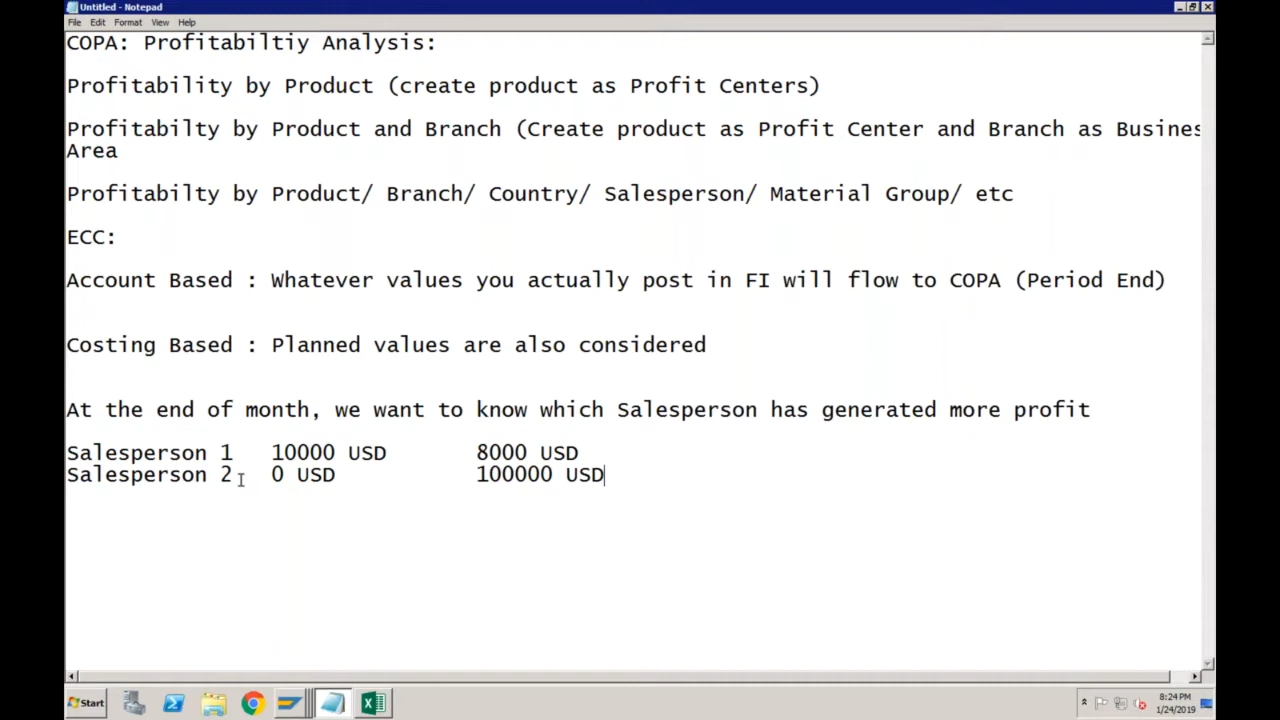 Untitled - Notepad
File Edit Format View Help
COPA: Profitabiltiy Analysis:
Profitability by Product (create product as Profit Centers)
Profitabilty by Product and Branch (Create product as Profit Center and Branch as Busines
Area
Profitabilty by Product/ Branch/ Country/ Salesperson/ Material Group/ etc
ECC:
Account Based : Whatever values you actually post in FI will flow to COPA (Period End)
Costing Based : Planned values are also considered
At the end of month, we want to know which Salesperson has generated more profit
Salesperson 1 10000 USD 8000 USD
Salesperson 2 0 USD 100000 USD
Start
8:24 PM
1/24/2019